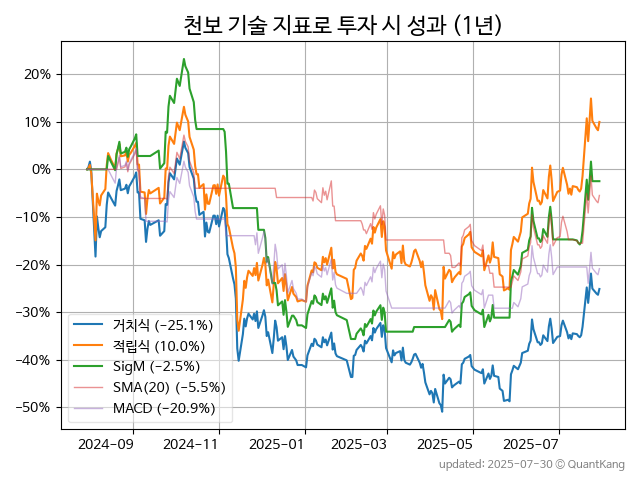 천보 기술 지표로 투자 시 성과 (1년)
20%
10%
0%
−10%
−20%
−30%
−40%
−50%
거치식 (−25.1%)
적립식 (10.0%)
SigM (−2.5%)
SMA(20) (−5.5%)
MACD (−20.9%)
2024-09 2024-11 2025-01 2025-03 2025-05 2025-07
updated: 2025-07-30 © QuantKang